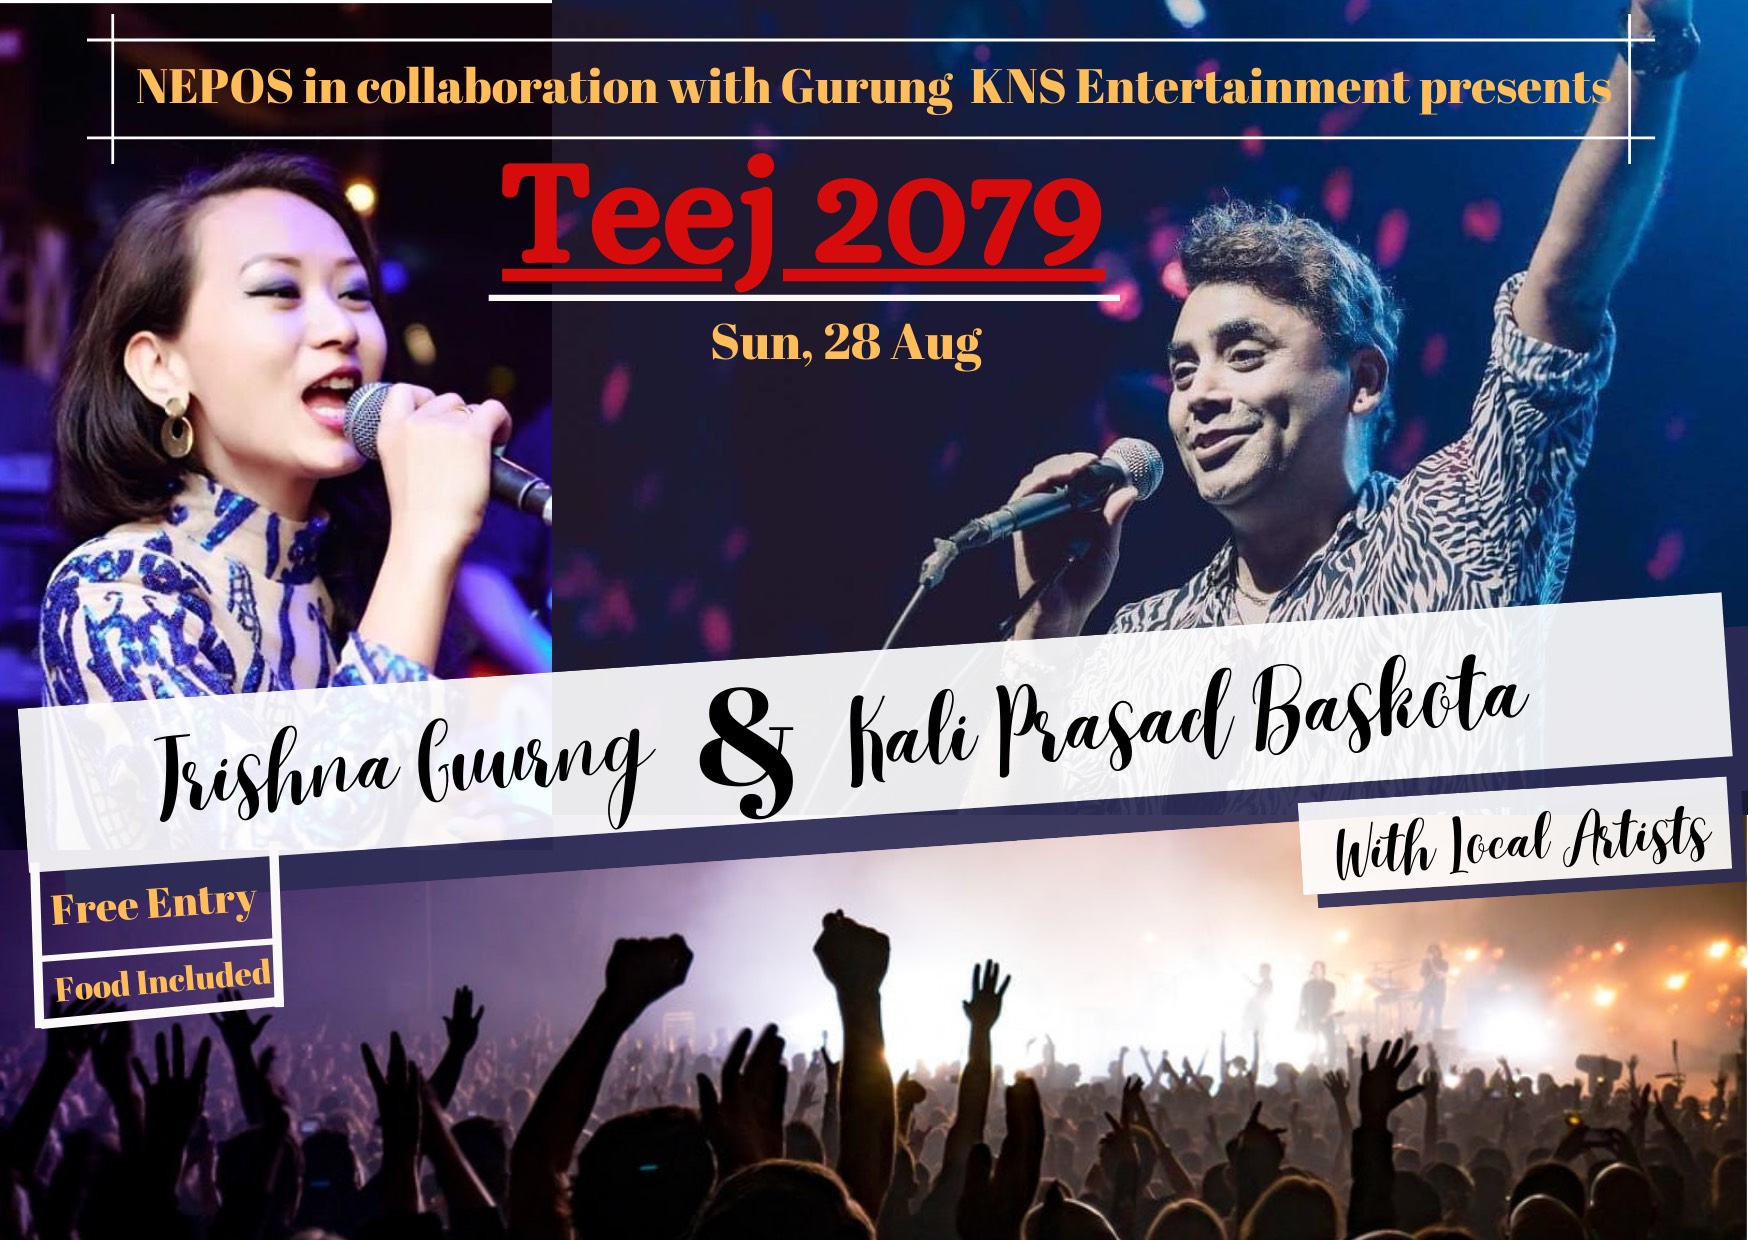 NEPOS in collaboration with Gurung KNS Entertainment presents
Teej 2079
Sun, 28 Aug
Trishna Guurng & Kali Prasad Baskota
With Local Artists
Free Entry
Food Included